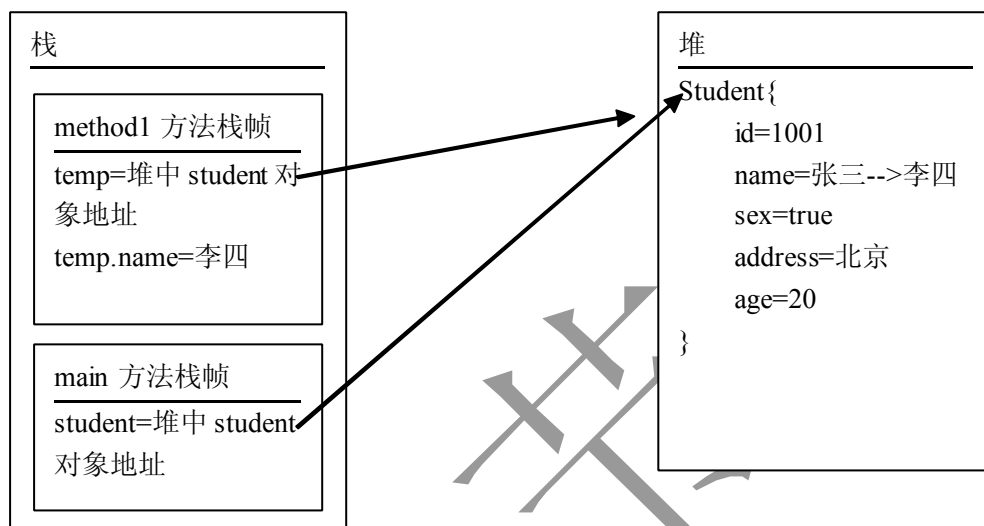 栈
method1 方法栈帧
temp=堆中 student 对
象地址
temp.name=李四
main 方法栈帧
student=堆中 student
对象地址
堆
Student{
id=1001
name=张三-->李四
sex=true
address=北京
age=20
}